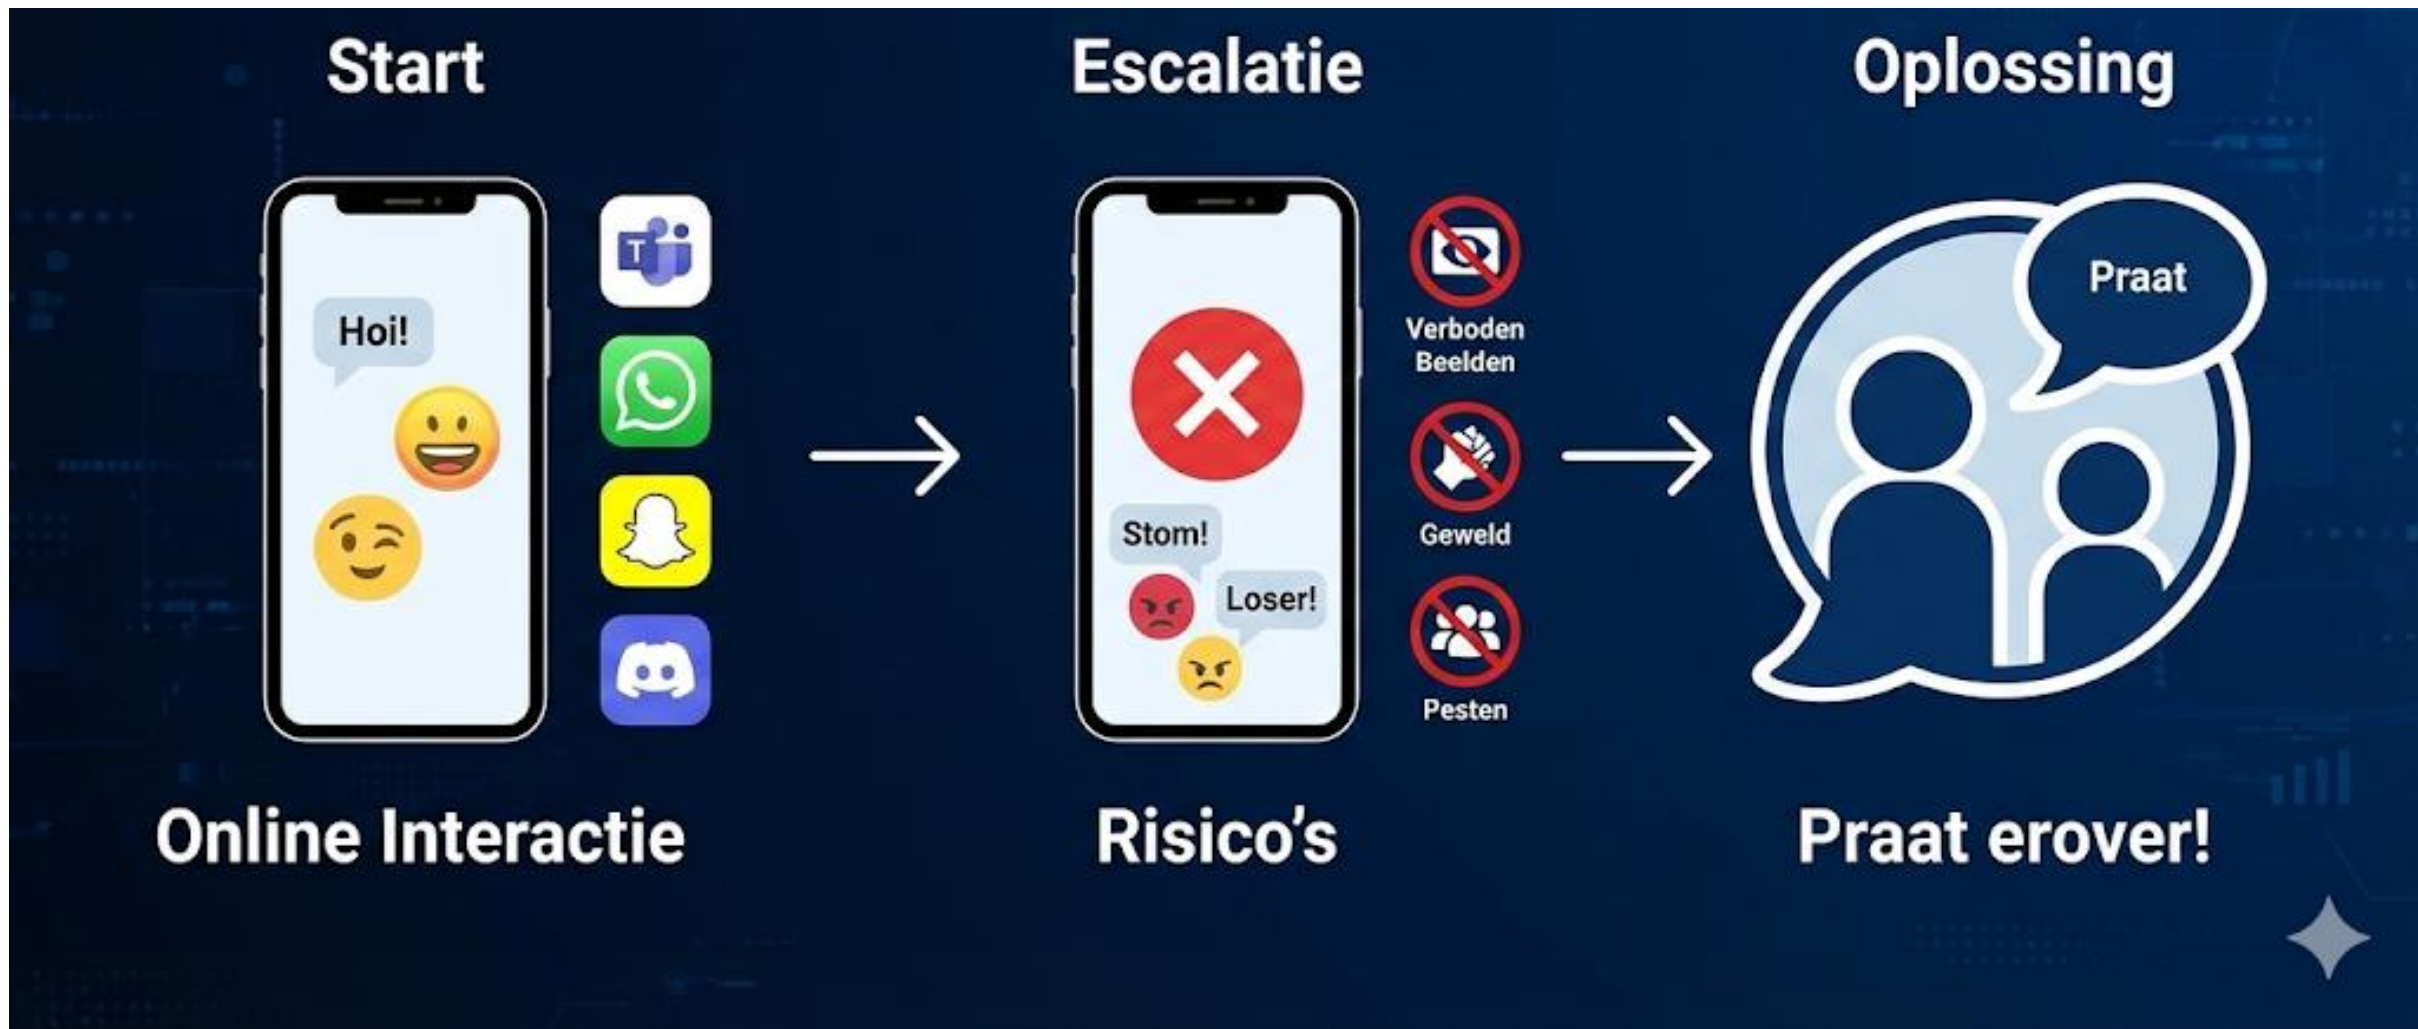 Start
Online Interactie
Hoi!
T
Escalatie
Risico's
Stom!
Loser!
Verboden
Beelden
Geweld
Pesten
Oplossing
Praat
Praat erover!